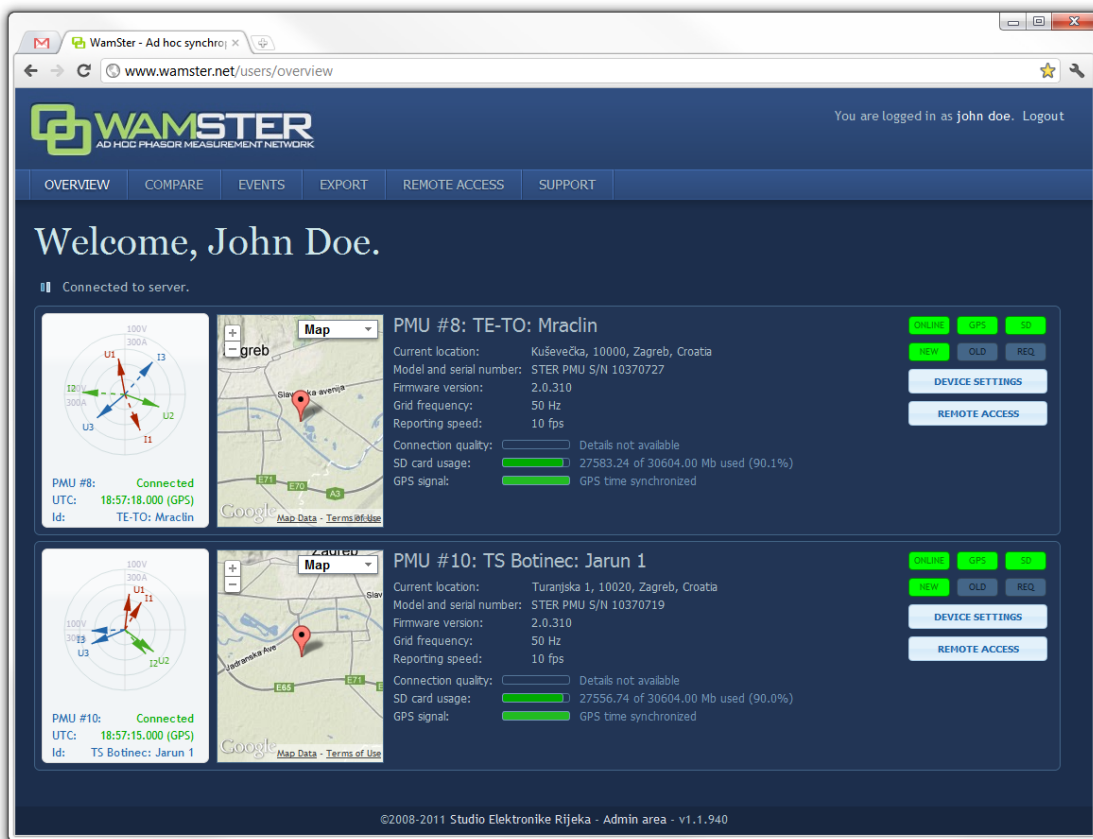 WamSter - Ad hoc synchro
www.wamster.net/users/overview
WAMSTER
AD HOC PHASOR MEASUREMENT NETWORK
You are logged in as john doe. Logout
OVERVIEW COMPARE EVENTS EXPORT REMOTE ACCESS SUPPORT
Welcome, John Doe.
Connected to server.
100V
300A
U1
I3
I2
100V
300A
U2
U3
I1
PMU #8: Connected
UTC: 18:57:18.000 (GPS)
Id: TE-TO: Mraclin
+
−
Map
greb
Slav ka avenija
E71
E70
A3
Google
Map Data - Terms of Use
PMU #8: TE-TO: Mraclin
Current location: Kuševečka, 10000, Zagreb, Croatia
Model and serial number: STER PMU S/N 10370727
Firmware version: 2.0.310
Grid frequency: 50 Hz
Reporting speed: 10 fps
Connection quality: Details not available
SD card usage: 27583.24 of 30604.00 Mb used (90.1%)
GPS signal: GPS time synchronized
ONLINE GPS SD
NEW OLD REQ
DEVICE SETTINGS
REMOTE ACCESS
100V
300A
U1
I1
100V
I3
U3
I2
U2
PMU #10: Connected
UTC: 18:57:15.000 (GPS)
Id: TS Botinec: Jarun 1
Zagreb
+
−
Map
Slav
Jadranska Ave
E65
E71
E
Google
Map Data - Terms of Use
PMU #10: TS Botinec: Jarun 1
Current location: Turanjska 1, 10020, Zagreb, Croatia
Model and serial number: STER PMU S/N 10370719
Firmware version: 2.0.310
Grid frequency: 50 Hz
Reporting speed: 10 fps
Connection quality: Details not available
SD card usage: 27556.74 of 30604.00 Mb used (90.0%)
GPS signal: GPS time synchronized
ONLINE GPS SD
NEW OLD REQ
DEVICE SETTINGS
REMOTE ACCESS
©2008-2011 Studio Elektronike Rijeka - Admin area - v1.1.940